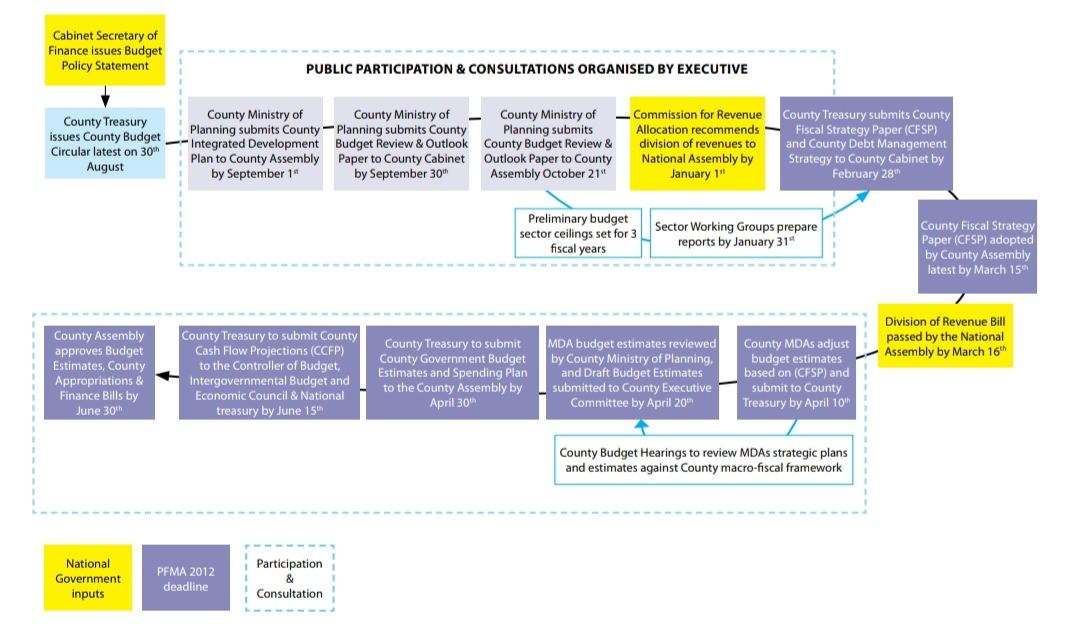 Cabinet Secretary of
Finance issues Budget
Policy Statement
PUBLIC PARTICIPATION & CONSULTATIONS ORGANISED BY EXECUTIVE
County Treasury
issues County Budget
Circular latest on 30th
August
County Ministry of
Planning submits County
Integrated Development
Plan to County Assembly
by September 1st
County Ministry of
Planning submits County
Budget Review & Outlook
Paper to County Cabinet
by September 30th
County Ministry of
Planning submits
County Budget Review &
Outlook Paper to County
Assembly October 21st
Commission for Revenue
Allocation recommends
division of revenues to
National Assembly by
January 1st
County Treasury submits County
Fiscal Strategy Paper (CFSP)
and County Debt Management
Strategy to County Cabinet by
February 28th
Preliminary budget
sector ceilings set for 3
fiscal years
Sector Working Groups prepare
reports by January 31st
County Fiscal Strategy
Paper (CFSP) adopted
by County Assembly
latest by March 15th
Division of Revenue Bill
passed by the National
Assembly by March 16th
County MDAs adjust
budget estimates
based on (CFSP) and
submit to County
Treasury by April 10th
County Budget Hearings to review MDAs strategic plans
and estimates against County macro-fiscal framework
MDA budget estimates reviewed
by County Ministry of Planning,
and Draft Budget Estimates
submitted to County Executive
Committee by April 20th
County Treasury to submit
County Government Budget
Estimates and Spending Plan
to the County Assembly by
April 30th
County Treasury to submit County
Cash Flow Projections (CCFP)
to the Controller of Budget,
Intergovernmental Budget and
Economic Council & National
treasury by June 15th
County Assembly
approves Budget
Estimates, County
Appropriations &
Finance Bills by
June 30th
National
Government
inputs
PFMA 2012
deadline
Participation
&
Consultation